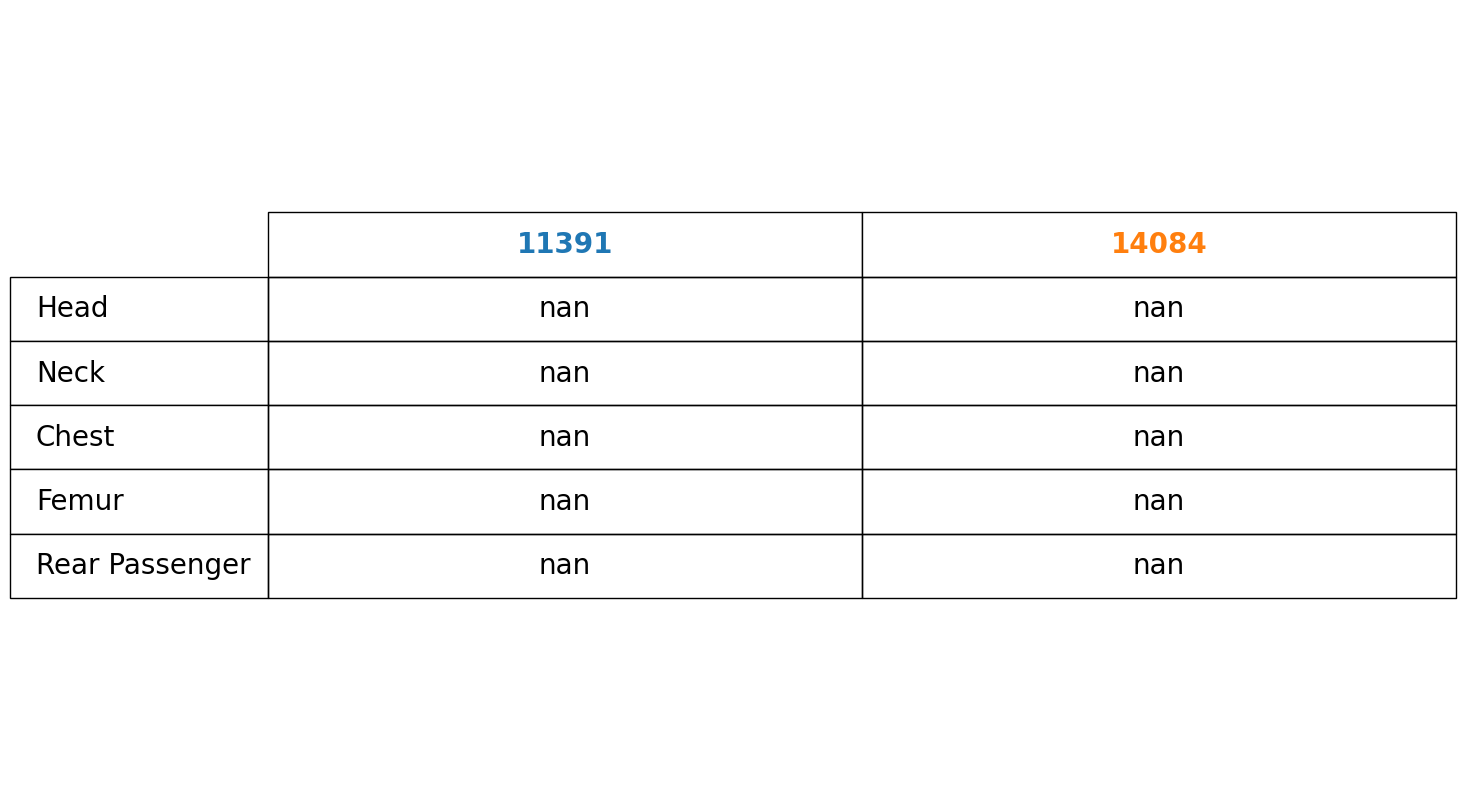 11391 14084
Head nan nan
Neck nan nan
Chest nan nan
Femur nan nan
Rear Passenger nan nan